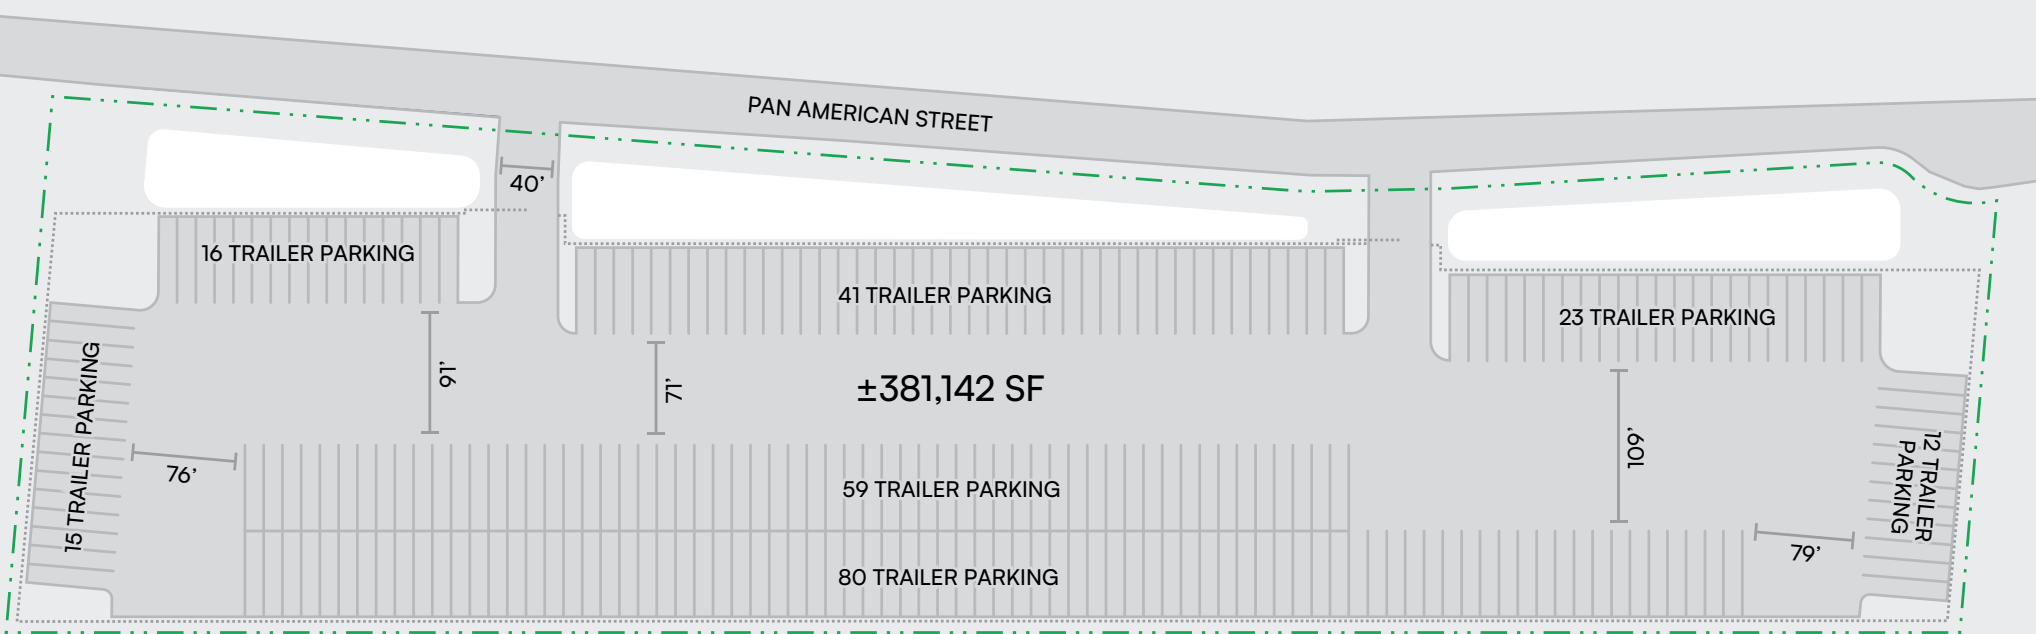 PAN AMERICAN STREET
40’
16 TRAILER PARKING
41 TRAILER PARKING
23 TRAILER PARKING
15 TRAILER PARKING
91’
71’
±381,142 SF
109’
12 TRAILER
PARKING
76’
59 TRAILER PARKING
79’
80 TRAILER PARKING